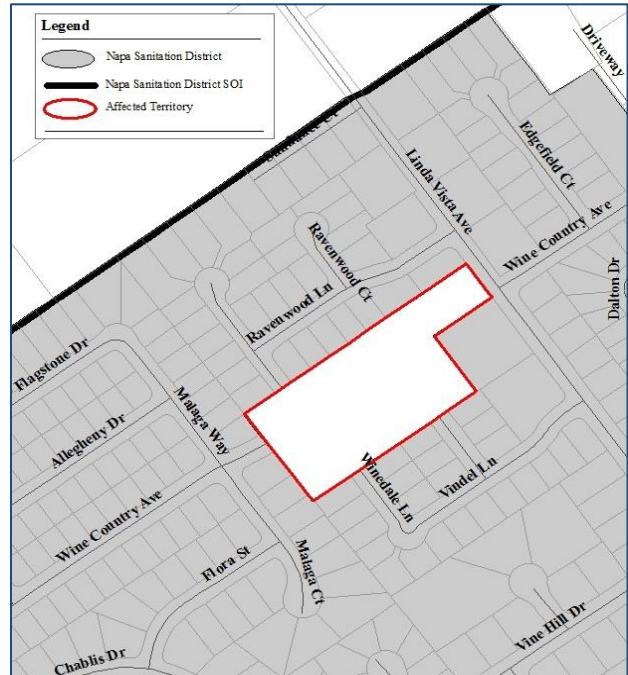 Legend
Napa Sanitation District
Napa Sanitation District SOI
Affected Territory
Driveway
Edgefield Ct
Linda Vista Ave
Wine Country Ave
Dalton Dr
Ravenwood Ct
Ravenwood Ln
Flagstone Dr
Malaga Way
Allegheny Dr
Wine Country Ave
Winedale Ln
Vindel Ln
Flora St
Malaga Ct
Vine Hill Dr
Chablis Dr